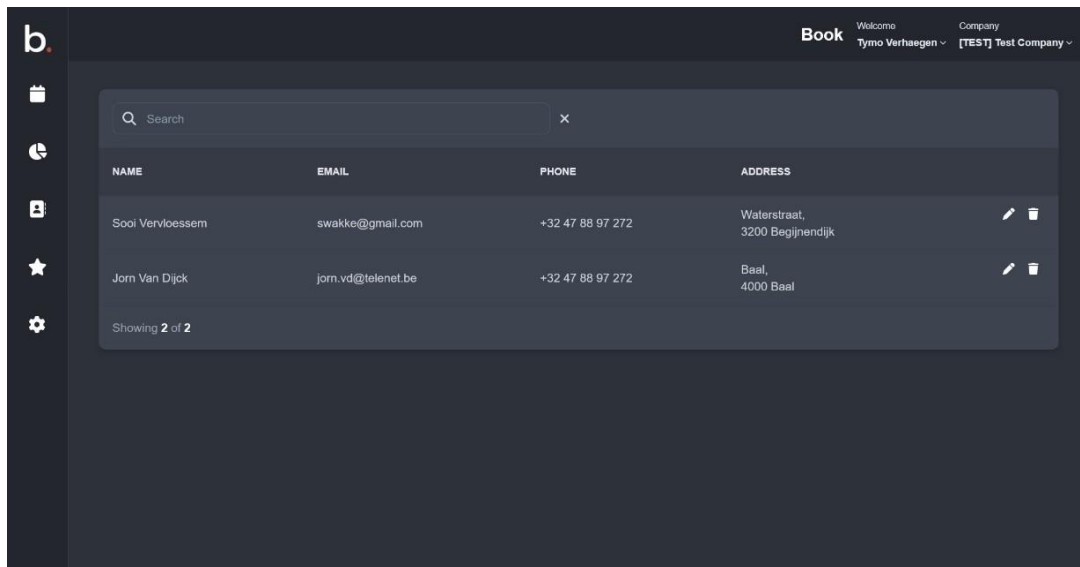 b.
Book
Welcome
Tymo Verhaegen
Company
[TEST] Test Company
Search
NAME EMAIL PHONE ADDRESS
Sooi Vervloessem swakke@gmail.com +32 47 88 97 272 Waterstraat,
3200 Begijnendijk
Jorn Van Dijck jorn.vd@telenet.be +32 47 88 97 272 Baal,
4000 Baal
Showing 2 of 2